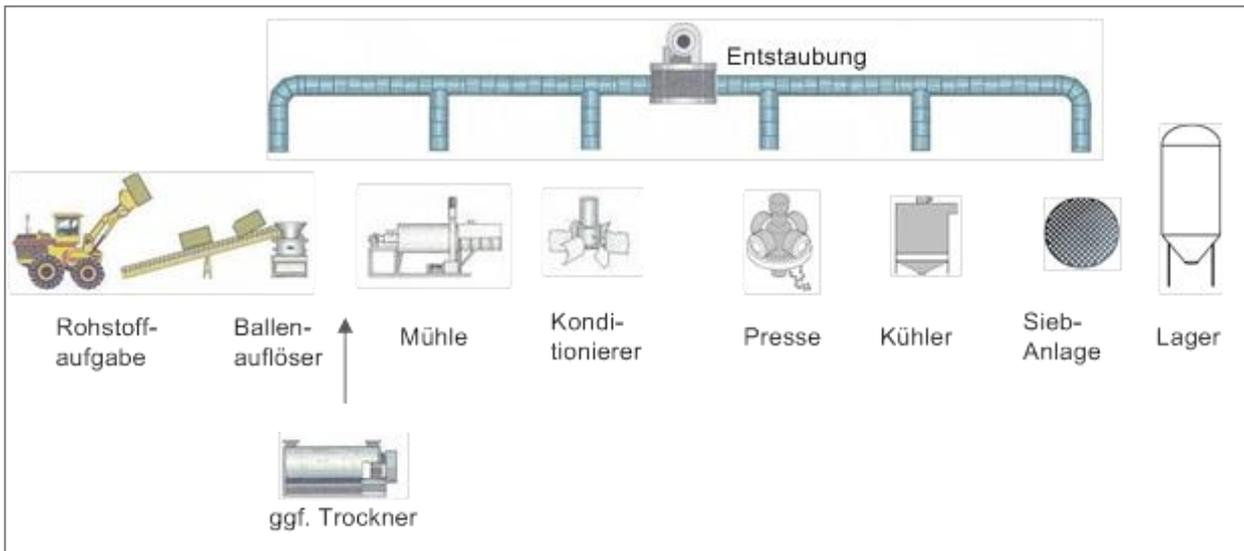 Entstaubung
Rohstoff-
aufgabe
Ballen-
auflöser
Mühle
Kondi-
tionierer
Presse
Kühler
Sieb-
Anlage
Lager
ggf. Trockner